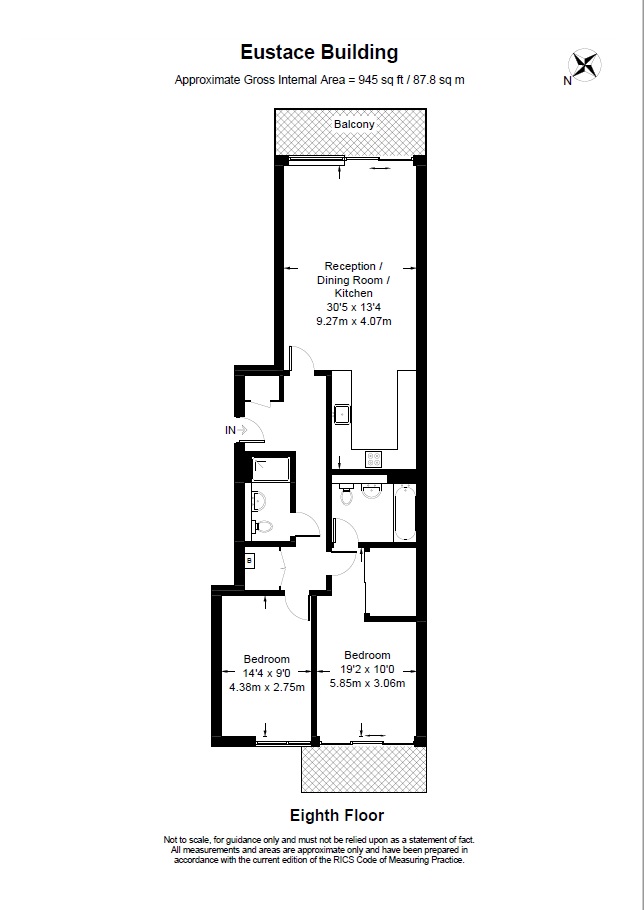 Eustace Building
Approximate Gross Internal Area = 945 sq ft / 87.8 sq m
N
Balcony
Reception /
Dining Room /
Kitchen
30'5 x 13'4
9.27m x 4.07m
IN
B
Bedroom
14'4 x 9'0
4.38m x 2.75m
Bedroom
19'2 x 10'0
5.85m x 3.06m
Eighth Floor
Not to scale, for guidance only and must not be relied upon as a statement of fact.
All measurements and areas are approximate only and have been prepared in
accordance with the current edition of the RICS Code of Measuring Practice.